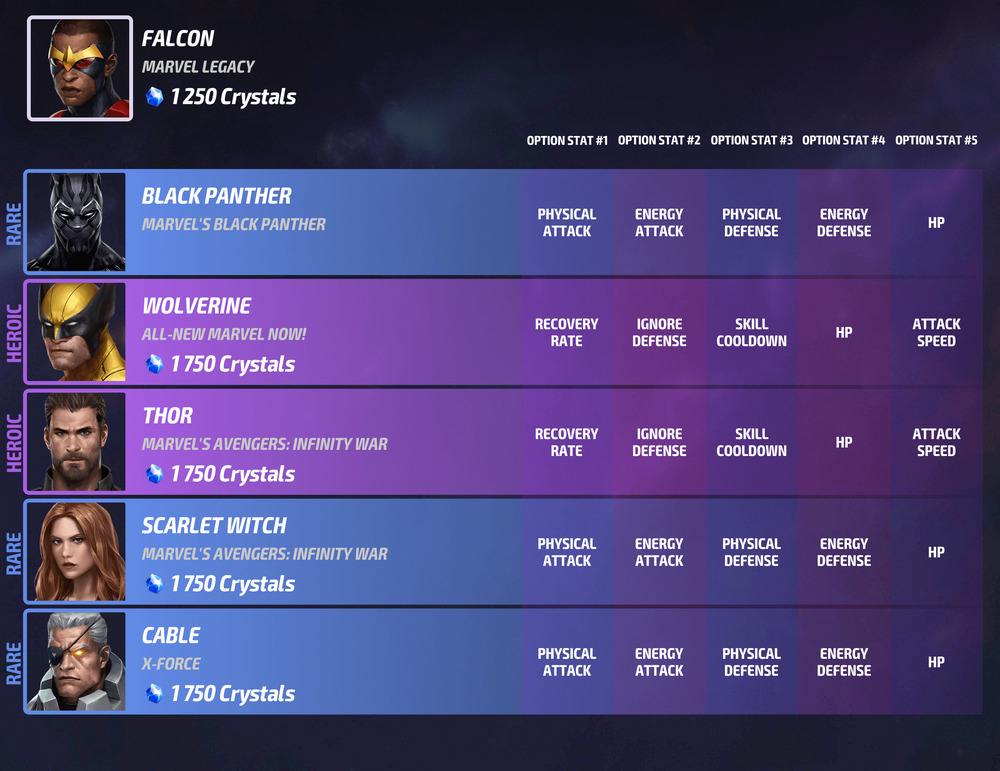 FALCON
MARVEL LEGACY
1 250 Crystals
OPTION STAT #1 OPTION STAT #2 OPTION STAT #3 OPTION STAT #4 OPTION STAT #5
RARE
BLACK PANTHER
MARVEL'S BLACK PANTHER
PHYSICAL ATTACK
ENERGY ATTACK
PHYSICAL DEFENSE
ENERGY DEFENSE
HP
HEROIC
WOLVERINE
ALL-NEW MARVEL NOW!
1 750 Crystals
RECOVERY RATE
IGNORE DEFENSE
SKILL COOLDOWN
HP
ATTACK SPEED
HEROIC
THOR
MARVEL'S AVENGERS: INFINITY WAR
1 750 Crystals
RECOVERY RATE
IGNORE DEFENSE
SKILL COOLDOWN
HP
ATTACK SPEED
RARE
SCARLET WITCH
MARVEL'S AVENGERS: INFINITY WAR
1 750 Crystals
PHYSICAL ATTACK
ENERGY ATTACK
PHYSICAL DEFENSE
ENERGY DEFENSE
HP
RARE
CABLE
X-FORCE
1 750 Crystals
PHYSICAL ATTACK
ENERGY ATTACK
PHYSICAL DEFENSE
ENERGY DEFENSE
HP